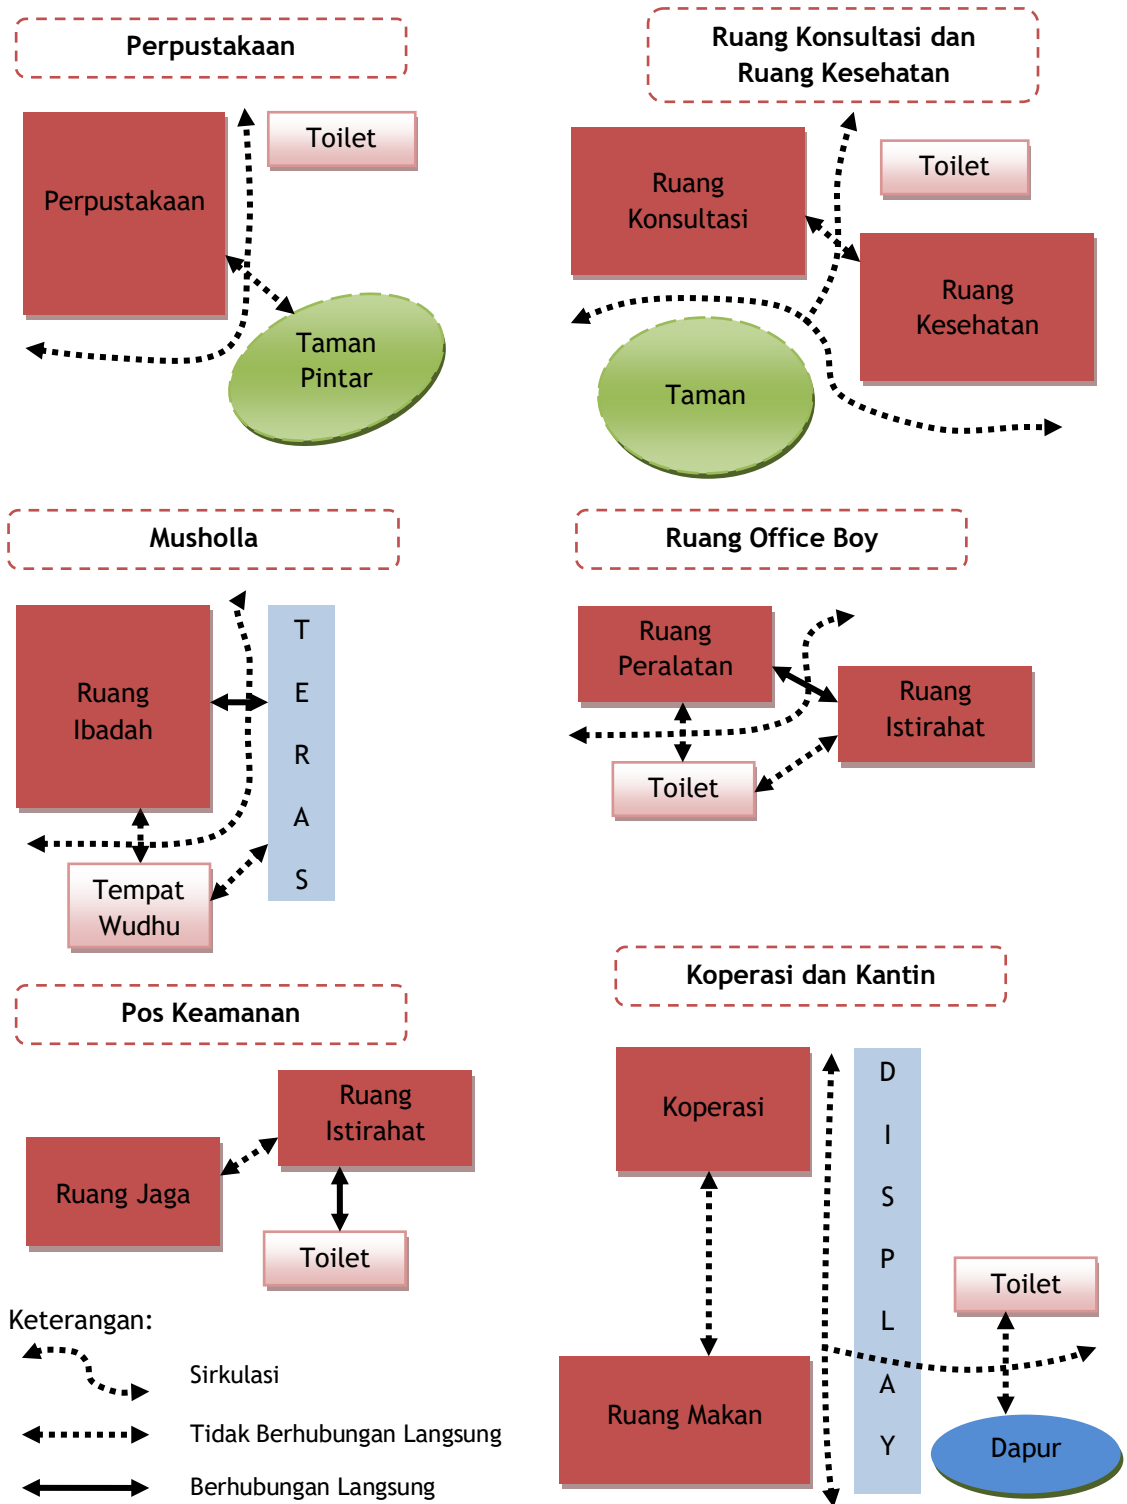 Perpustakaan
Perpustakaan
Toilet
Taman
Pintar
Ruang Konsultasi dan
Ruang Kesehatan
Ruang
Konsultasi
Toilet
Ruang
Kesehatan
Taman
Musholla
Ruang
Ibadah
T
E
R
A
S
Tempat
Wudhu
Ruang Office Boy
Ruang
Peralatan
Ruang
Istirahat
Toilet
Pos Keamanan
Ruang
Istirahat
Ruang Jaga
Toilet
Koperasi dan Kantin
Koperasi
D
I
S
P
L
A
Y
Toilet
Ruang Makan
Dapur
Keterangan:
Sirkulasi
Tidak Berhubungan Langsung
Berhubungan Langsung